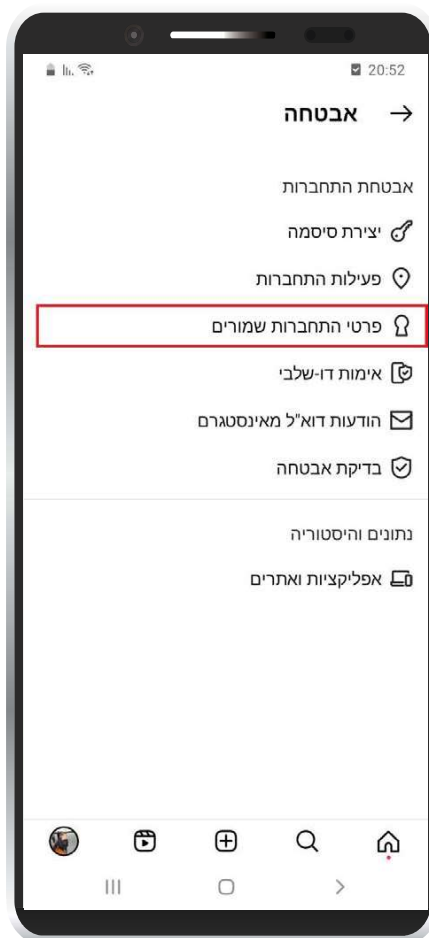 20:52
אבטחה
אבטחת התחברות
יצירת סיסמה
פעילות התחברות
פרטי התחברות שמורים
אימות דו-שלבי
הודעות דוא"ל מאינסטגרם
בדיקת אבטחה
נתונים והיסטוריה
אפליקציות ואתרים